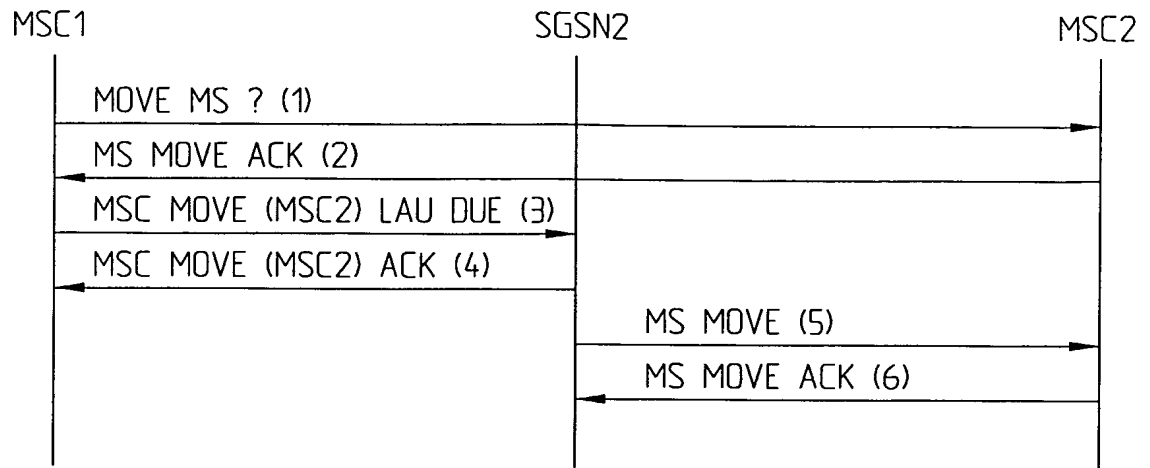 MSC1 SGSN2 MSC2
MOVE MS ? (1)
MS MOVE ACK (2)
MSC MOVE (MSC2) LAU DUE (3)
MSC MOVE (MSC2) ACK (4)
MS MOVE (5)
MS MOVE ACK (6)